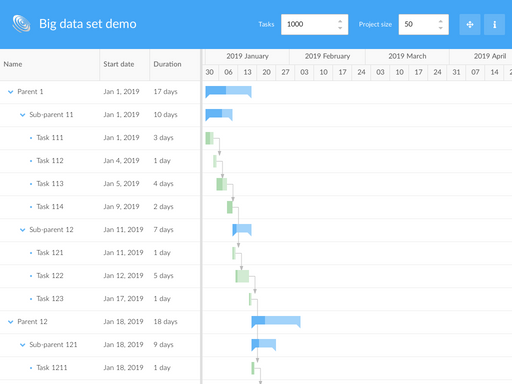 Big data set demo
Tasks 1000 Project size 50
Name Start date Duration
2019 January 2019 February 2019 March 2019 April
30 06 13 20 27 03 10 17 24 03 10 17 24 31 07 14 21
Parent 1 Jan 1, 2019 17 days
Sub-parent 11 Jan 1, 2019 10 days
Task 111 Jan 1, 2019 3 days
Task 112 Jan 4, 2019 1 day
Task 113 Jan 5, 2019 4 days
Task 114 Jan 9, 2019 2 days
Sub-parent 12 Jan 11, 2019 7 days
Task 121 Jan 11, 2019 1 day
Task 122 Jan 12, 2019 5 days
Task 123 Jan 17, 2019 1 day
Parent 12 Jan 18, 2019 18 days
Sub-parent 121 Jan 18, 2019 9 days
Task 1211 Jan 18, 2019 1 day